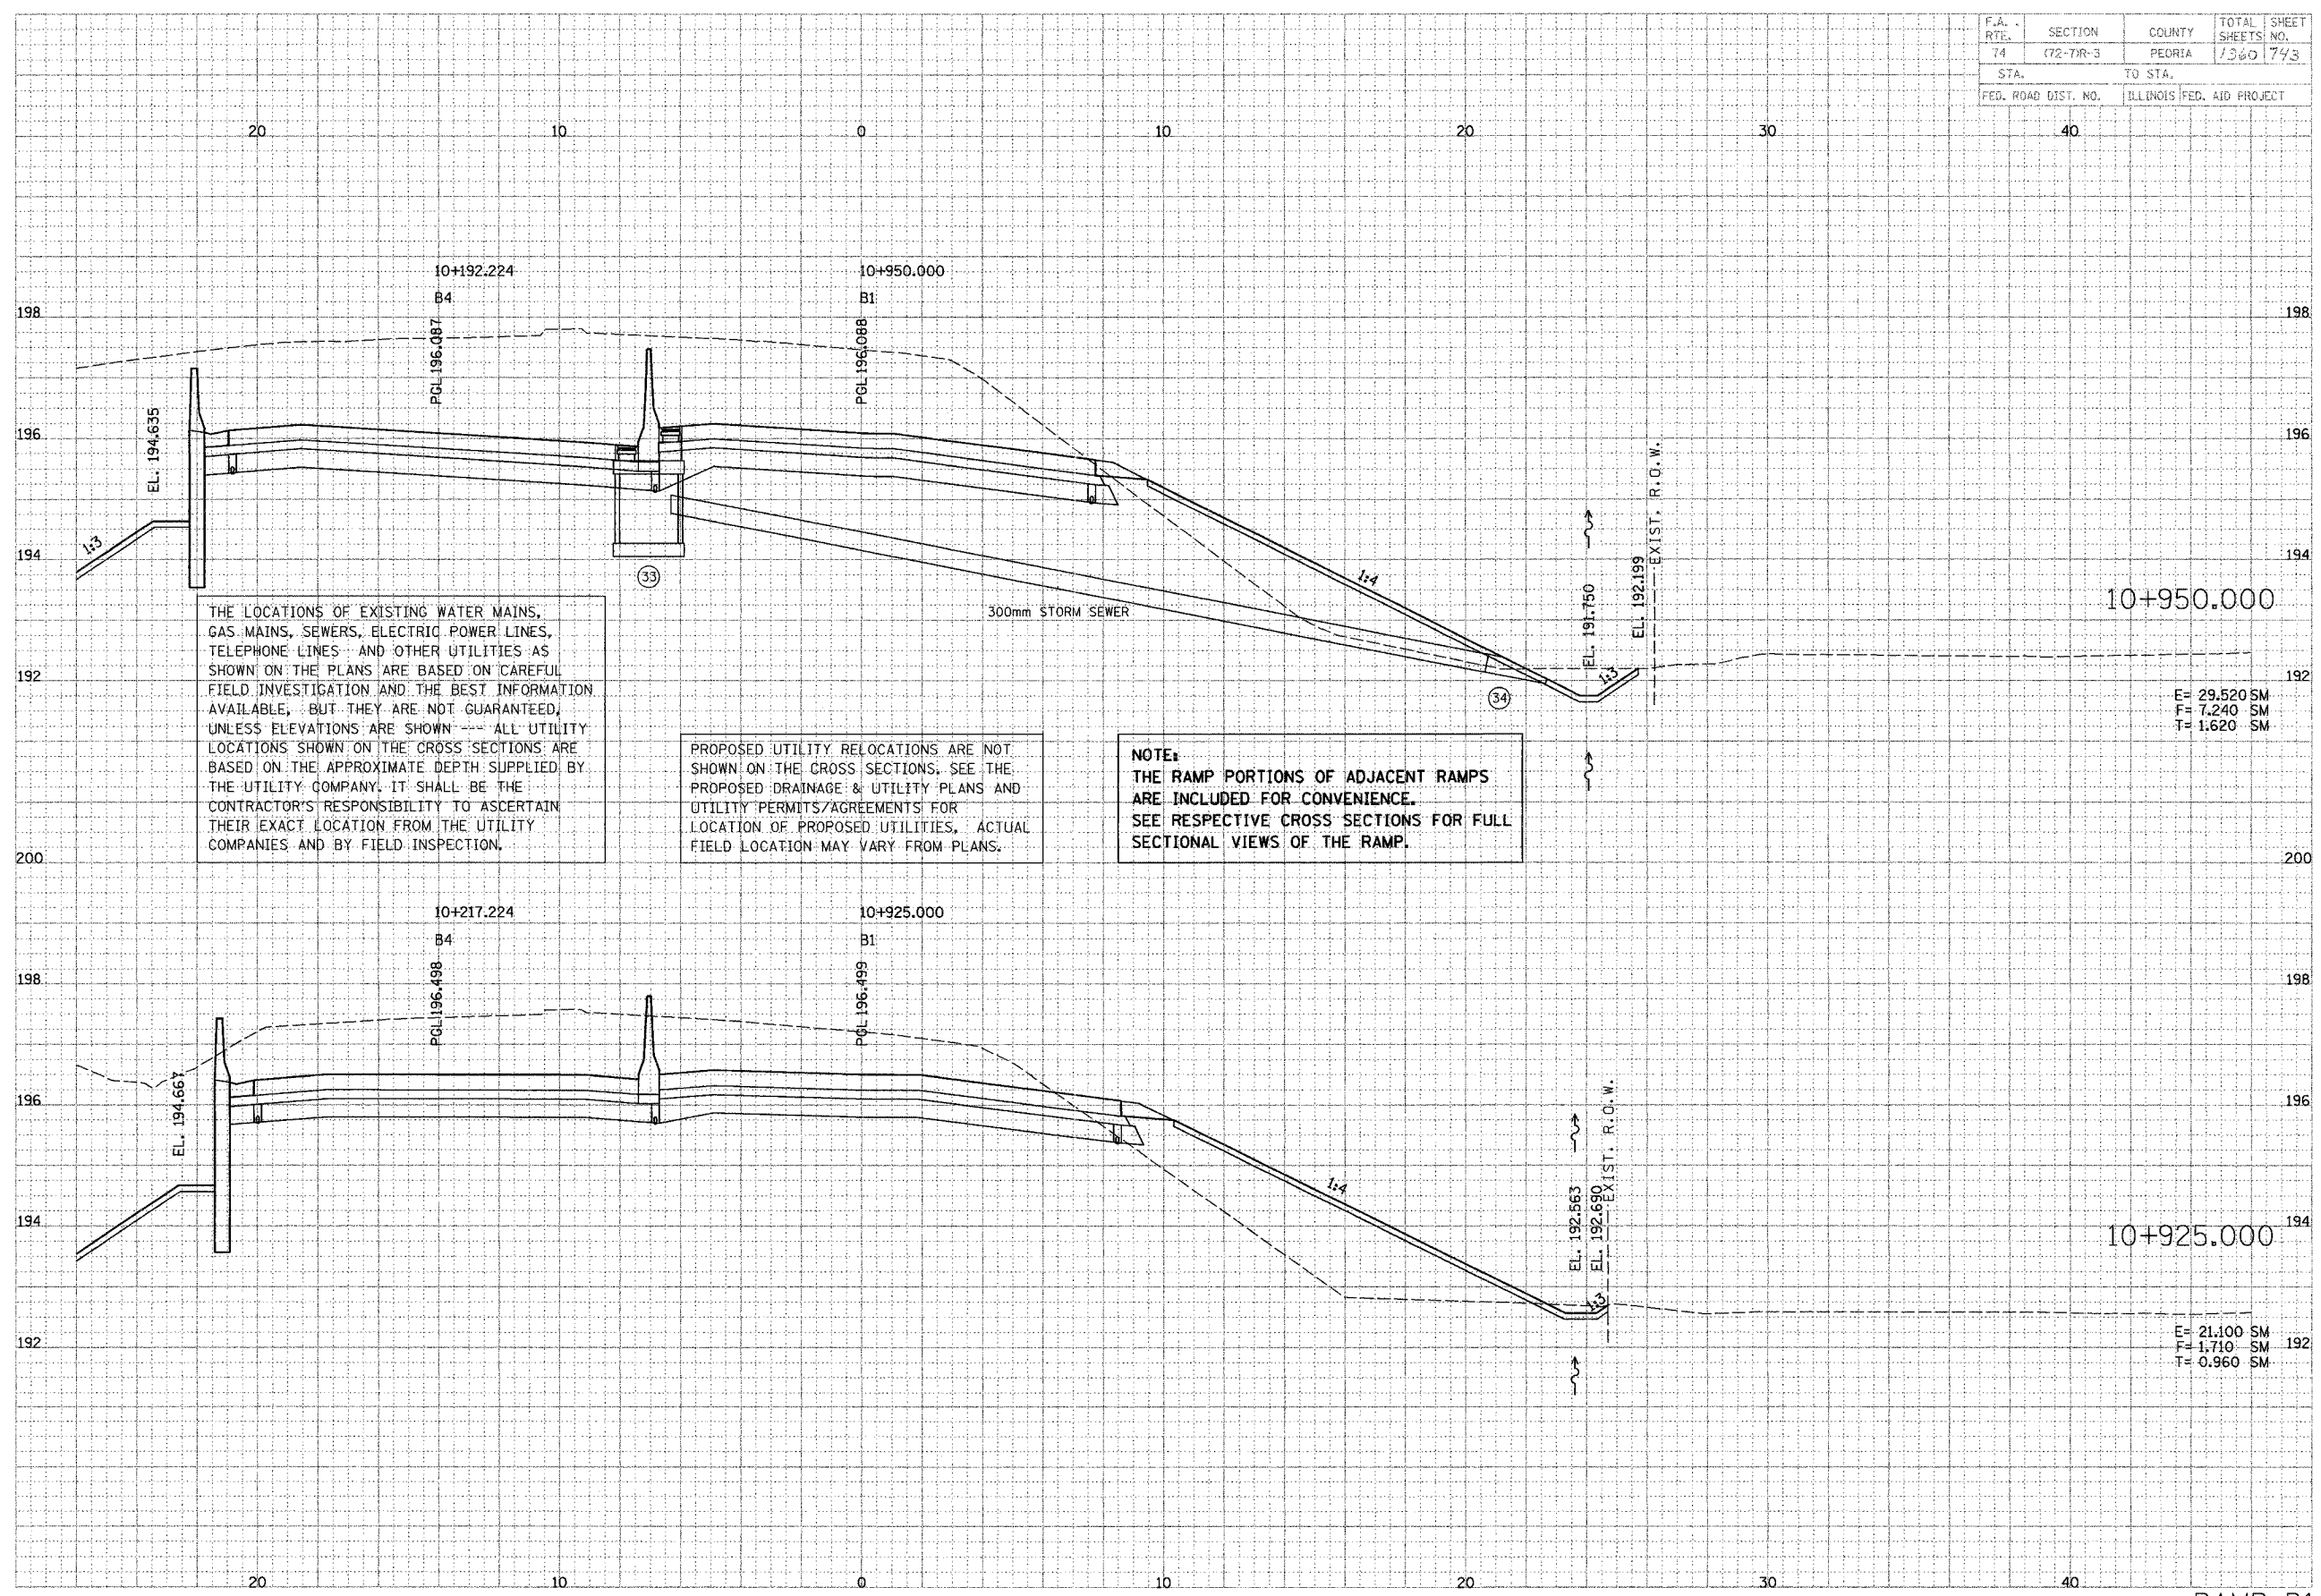 F.A. RTE. SECTION COUNTY TOTAL SHEETS SHEET NO.
74 (72-7)R-3 PEORIA 1360 743
STA. TO STA.
FED. ROAD DIST. NO. ILLINOIS FED. AID PROJECT
20 10 0 10 20 30 40
10+192.224 10+950.000
B4 B1
PGL 196.087 PGL 196.088
198 198
196 196
194 194
192 192
EL. 194.635
1:3
33
300mm STORM SEWER
1:4
34
EL. 191.750
EL. 192.199
EXIST. R.O.W.
1:3
10+950.000
E= 29.520 SM
F= 7.240 SM
T= 1.620 SM
THE LOCATIONS OF EXISTING WATER MAINS,
GAS MAINS, SEWERS, ELECTRIC POWER LINES,
TELEPHONE LINES AND OTHER UTILITIES AS
SHOWN ON THE PLANS ARE BASED ON CAREFUL
FIELD INVESTIGATION AND THE BEST INFORMATION
AVAILABLE, BUT THEY ARE NOT GUARANTEED,
UNLESS ELEVATIONS ARE SHOWN --- ALL UTILITY
LOCATIONS SHOWN ON THE CROSS SECTIONS ARE
BASED ON THE APPROXIMATE DEPTH SUPPLIED BY
THE UTILITY COMPANY. IT SHALL BE THE
CONTRACTOR'S RESPONSIBILITY TO ASCERTAIN
THEIR EXACT LOCATION FROM THE UTILITY
COMPANIES AND BY FIELD INSPECTION.
PROPOSED UTILITY RELOCATIONS ARE NOT
SHOWN ON THE CROSS SECTIONS. SEE THE
PROPOSED DRAINAGE & UTILITY PLANS AND
UTILITY PERMITS/AGREEMENTS FOR
LOCATION OF PROPOSED UTILITIES. ACTUAL
FIELD LOCATION MAY VARY FROM PLANS.
NOTE:
THE RAMP PORTIONS OF ADJACENT RAMPS
ARE INCLUDED FOR CONVENIENCE.
SEE RESPECTIVE CROSS SECTIONS FOR FULL
SECTIONAL VIEWS OF THE RAMP.
200 200
10+217.224 10+925.000
B4 B1
PGL 196.498 PGL 196.499
198 198
196 196
194 194
192 192
EL. 194.667
1:4
EL. 192.563
EL. 192.690
EXIST. R.O.W.
1:3
10+925.000
E= 21.100 SM
F= 1.710 SM
T= 0.960 SM
20 10 0 10 20 30 40